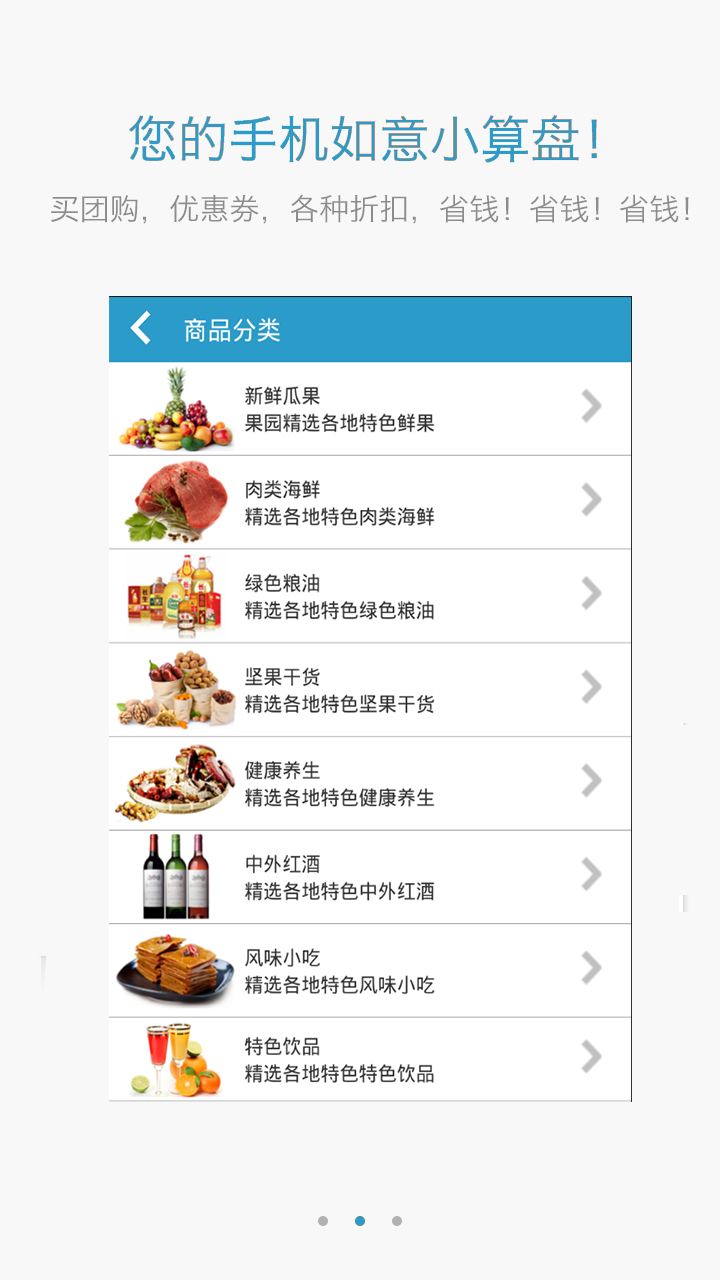 您的手机如意小算盘！
买团购，优惠券，各种折扣，省钱！省钱！省钱！
商品分类
新鲜瓜果
果园精选各地特色鲜果
肉类海鲜
精选各地特色肉类海鲜
绿色粮油
精选各地特色绿色粮油
坚果干货
精选各地特色坚果干货
健康养生
精选各地特色健康养生
中外红酒
精选各地特色中外红酒
风味小吃
精选各地特色风味小吃
特色饮品
精选各地特色特色饮品